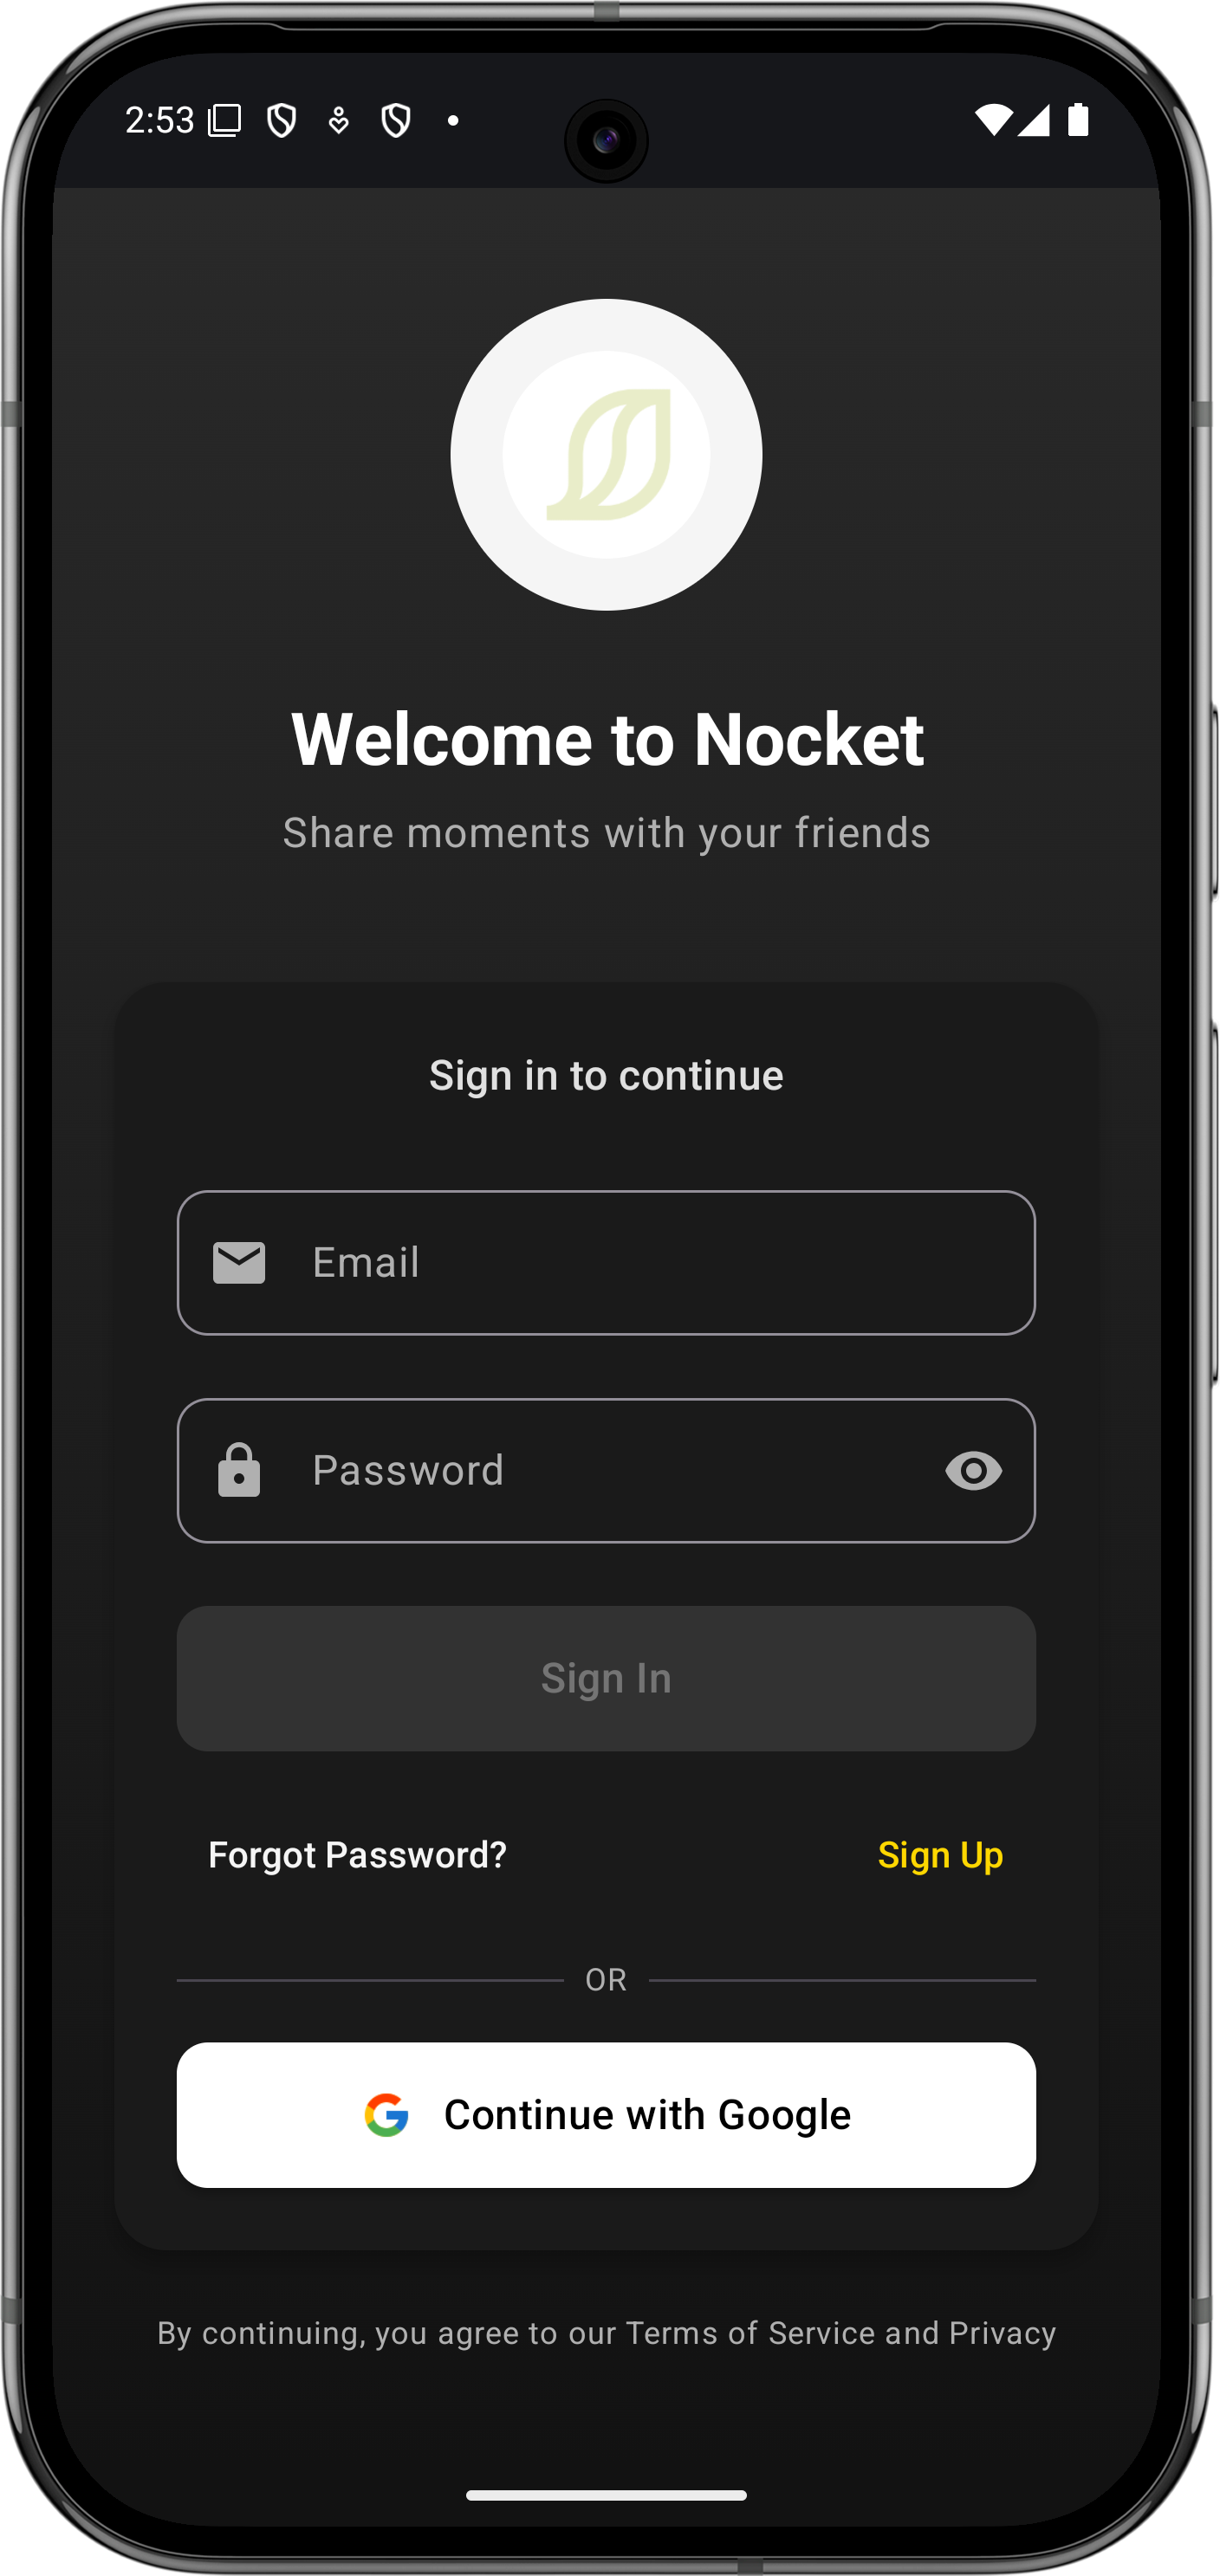 2:53
Welcome to Nocket
Share moments with your friends
Sign in to continue
Email
Password
Sign In
Forgot Password?
Sign Up
OR
Continue with Google
By continuing, you agree to our Terms of Service and Privacy